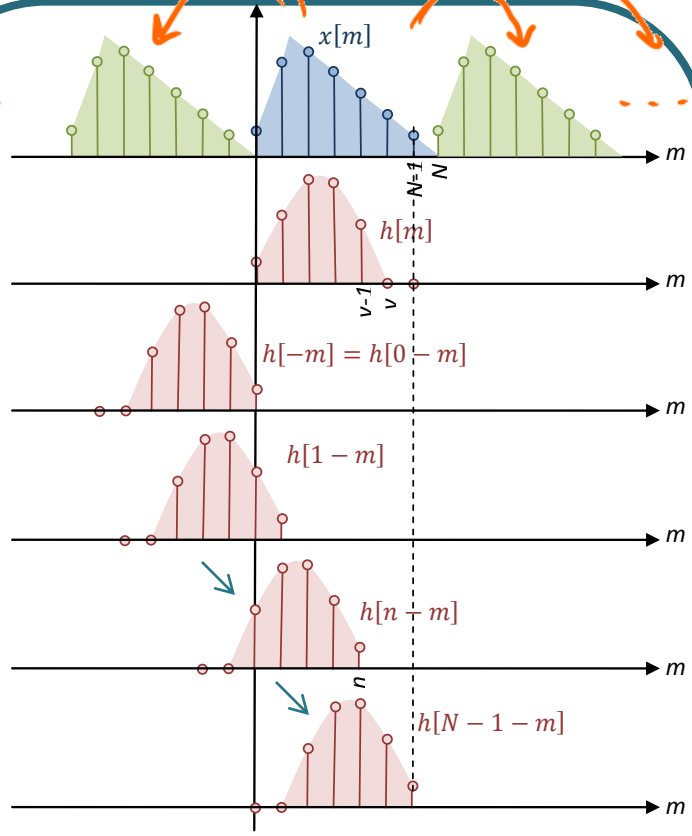 x[m]
m
N-1
N
h[m]
m
v-1
v
h[−m] = h[0 − m]
m
h[1 − m]
m
h[n − m]
m
n
h[N − 1 − m]
m